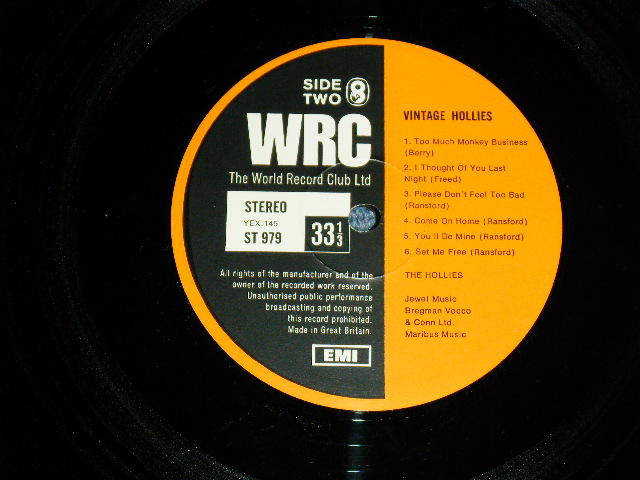 SIDE
TWO 8
WRC
The World Record Club Ltd
STEREO
YEX.145
ST 979
33 1/3
All rights of the manufacturer and of the
owner of the recorded work reserved.
Unauthorised public performance
broadcasting and copying of
this record prohibited.
Made in Great Britain.
EMI
VINTAGE HOLLIES
1. Too Much Monkey Business
(Berry)
2. I Thought Of You Last
Night (Freed)
3. Please Don't Feel Too Bad
(Ransford)
4. Come On Home (Ransford)
5. You'll Be Mine (Ransford)
6. Set Me Free (Ransford)
THE HOLLIES
Jewel Music
Bregman Vocco
& Conn Ltd.
Maribus Music